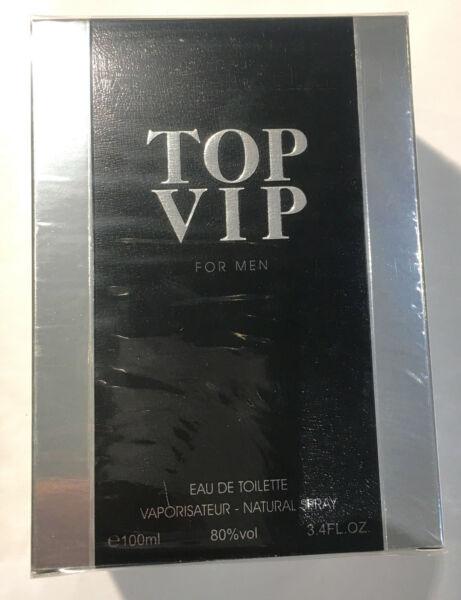 TOP
VIP
FOR MEN
EAU DE TOILETTE
VAPORISATEUR - NATURAL SPRAY
℮100ml 80%vol 3.4FL.OZ.